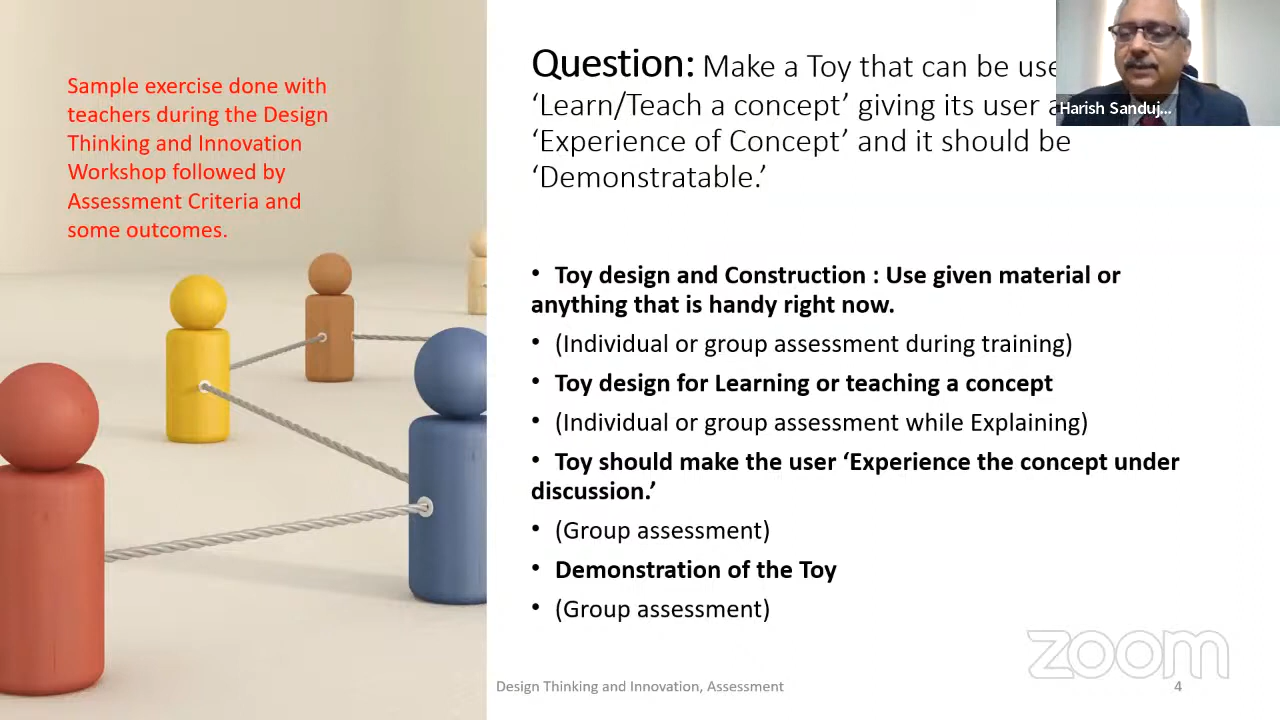 Sample exercise done with
teachers during the Design
Thinking and Innovation
Workshop followed by
Assessment Criteria and
some outcomes.
Question: Make a Toy that can be
‘Learn/Teach a concept’ giving its user
‘Experience of Concept’ and it should be
‘Demonstratable.’
Harish Sanduj...
• Toy design and Construction : Use given material or
anything that is handy right now.
• (Individual or group assessment during training)
• Toy design for Learning or teaching a concept
• (Individual or group assessment while Explaining)
• Toy should make the user ‘Experience the concept under
discussion.’
• (Group assessment)
• Demonstration of the Toy
• (Group assessment)
zoom
Design Thinking and Innovation, Assessment
4